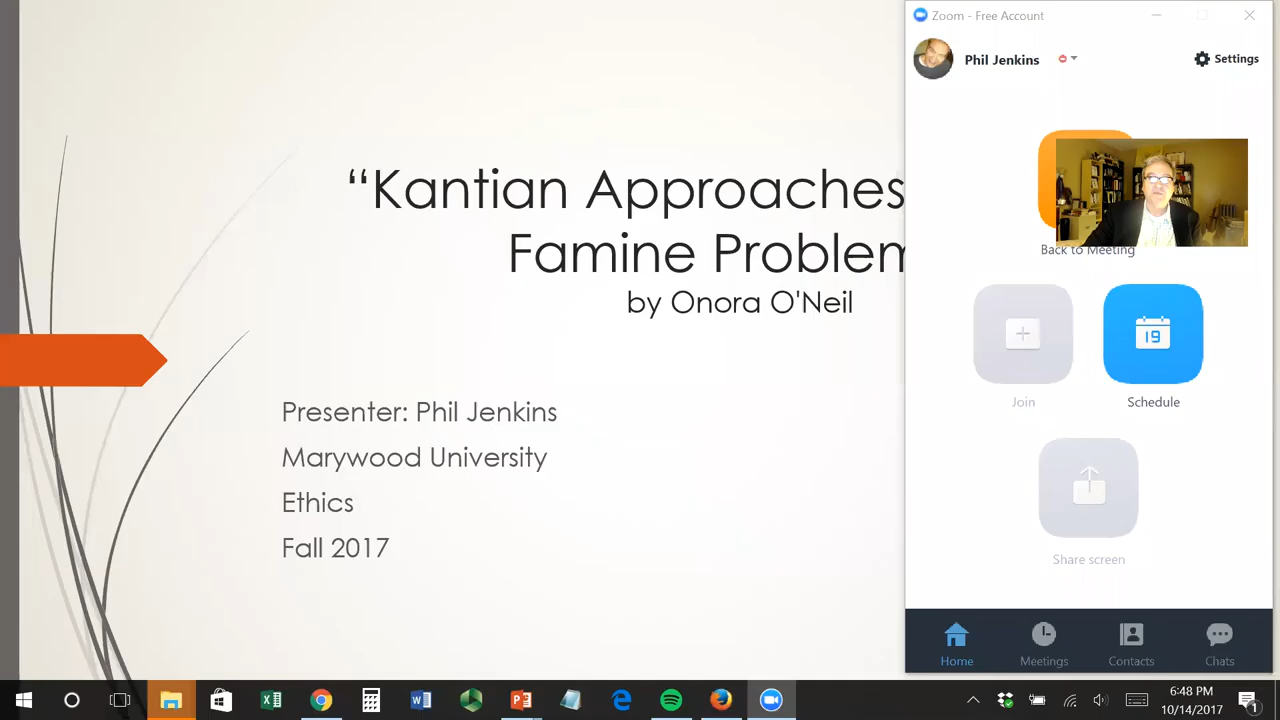 “Kantian Approaches
Famine Problem
by Onora O'Neil
Presenter: Phil Jenkins
Marywood University
Ethics
Fall 2017
Zoom - Free Account
Phil Jenkins
Settings
Back to Meeting
19
Join
Schedule
Share screen
Home
Meetings
Contacts
Chats
6:48 PM
10/14/2017
1